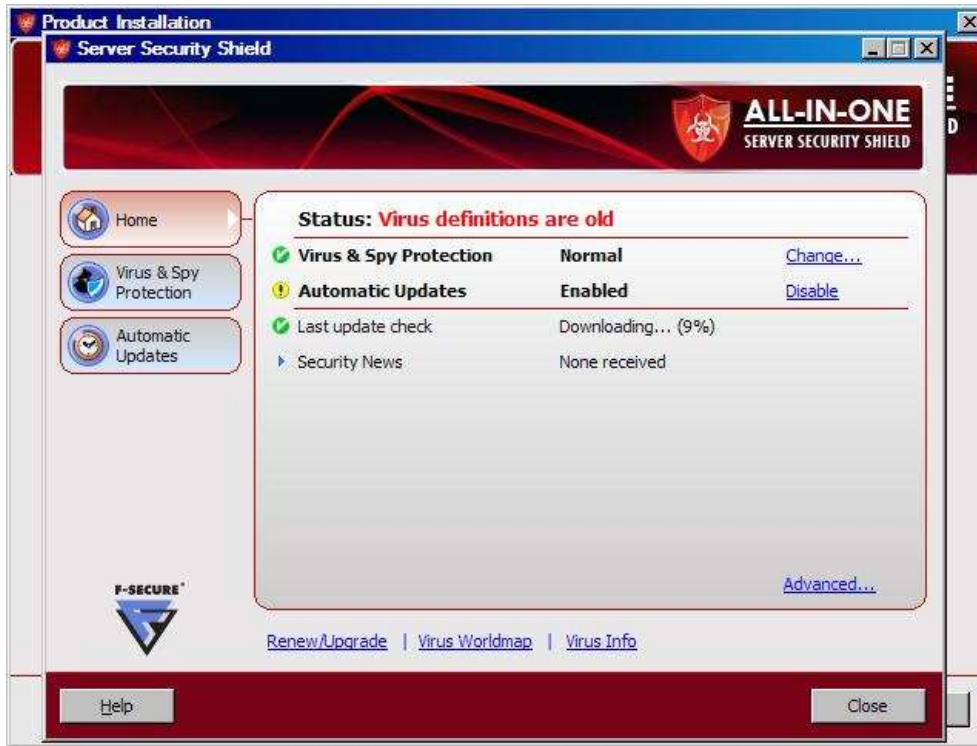 Product Installation
Server Security Shield
ALL-IN-ONE
SERVER SECURITY SHIELD
D
Home
Virus & Spy
Protection
Automatic
Updates
Status: Virus definitions are old
Virus & Spy Protection Normal Change...
Automatic Updates Enabled Disable
Last update check Downloading... (9%)
Security News None received
Advanced...
F-SECURE
Renew/Upgrade | Virus Worldmap | Virus Info
Help Close